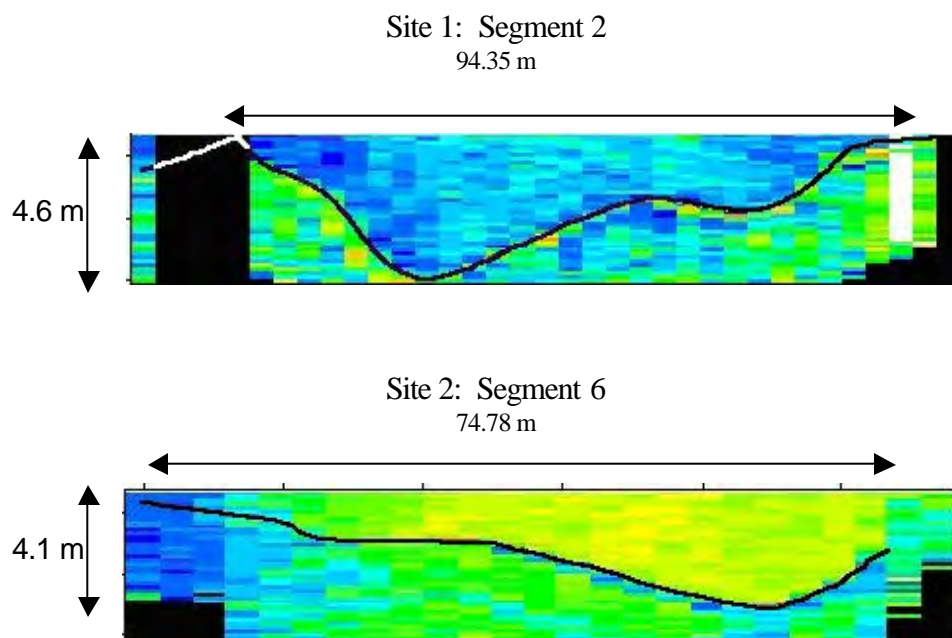 Site 1: Segment 2
94.35 m
4.6 m
Site 2: Segment 6
74.78 m
4.1 m